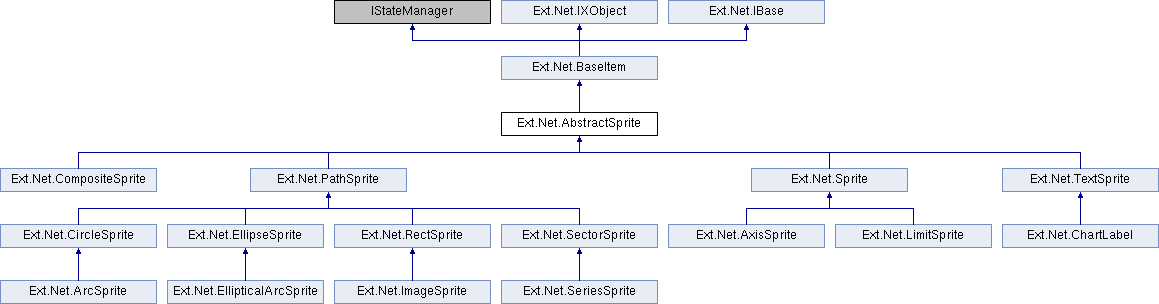 IStateManager
Ext.Net.IXObject
Ext.Net.IBase
Ext.Net.BaseItem
Ext.Net.AbstractSprite
Ext.Net.CompositeSprite
Ext.Net.PathSprite
Ext.Net.Sprite
Ext.Net.TextSprite
Ext.Net.CircleSprite
Ext.Net.EllipseSprite
Ext.Net.RectSprite
Ext.Net.SectorSprite
Ext.Net.AxisSprite
Ext.Net.LimitSprite
Ext.Net.ChartLabel
Ext.Net.ArcSprite
Ext.Net.EllipticalArcSprite
Ext.Net.ImageSprite
Ext.Net.SeriesSprite